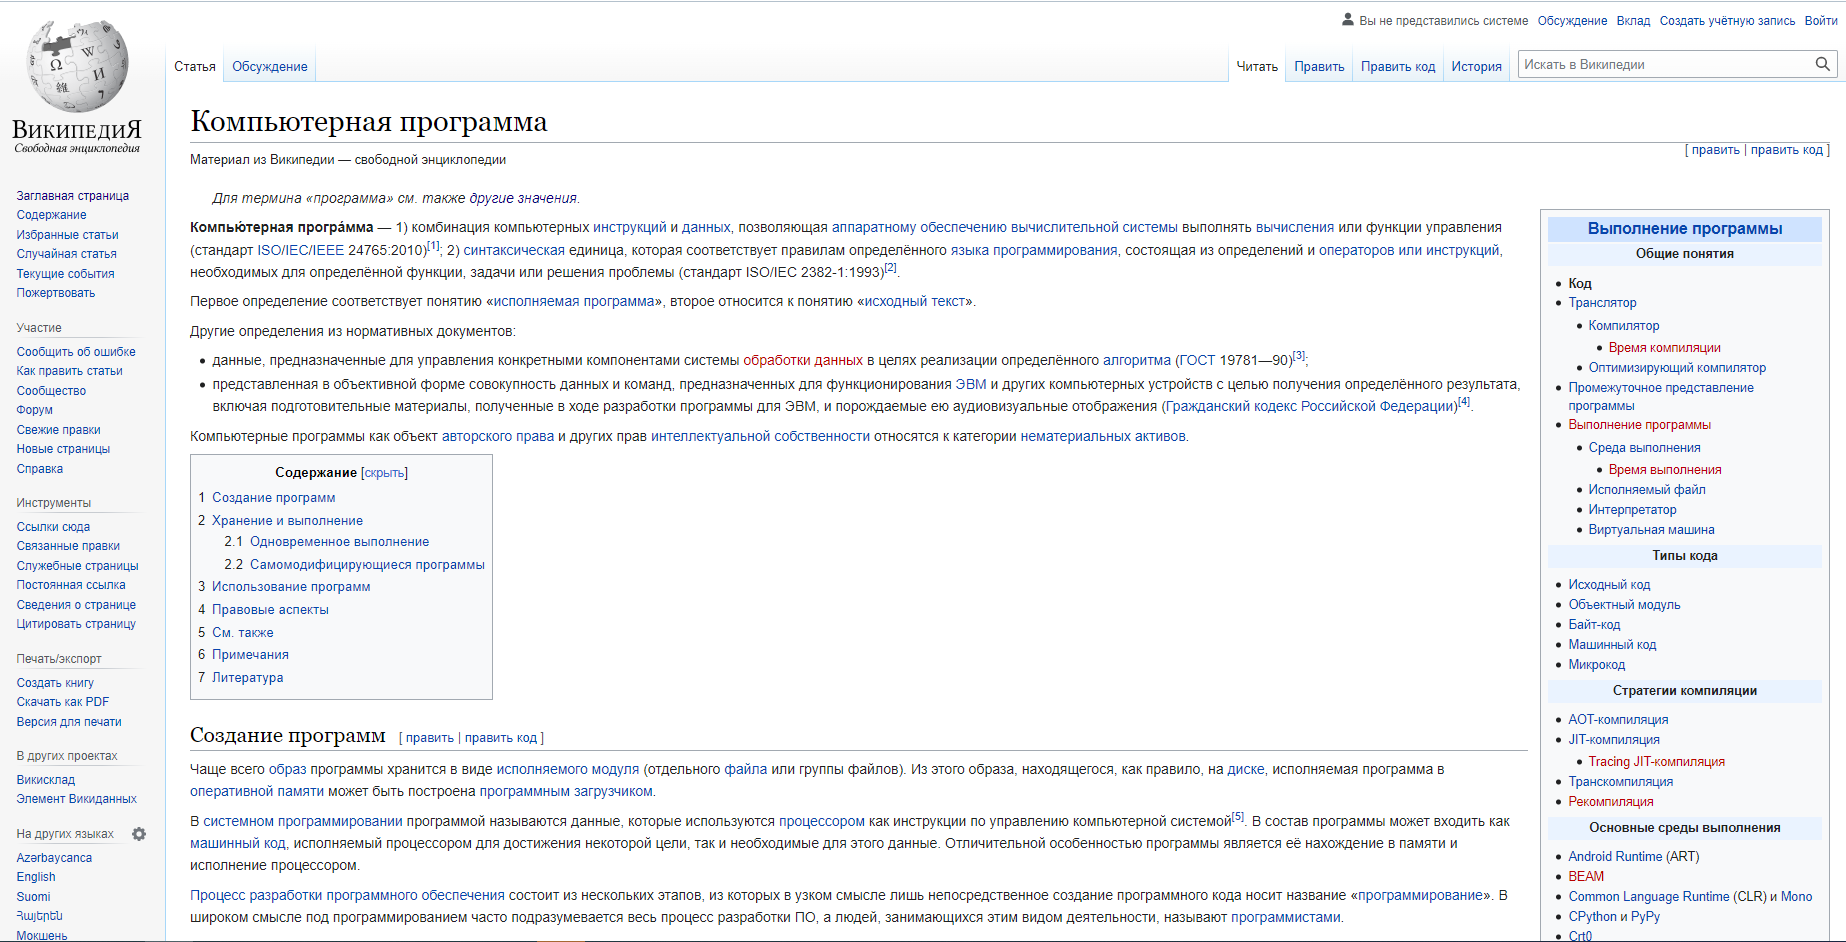 Вы не представились системе Обсуждение Вклад Создать учётную запись Войти
Статья Обсуждение Читать Править Править код История Искать в Википедии
ВикипедиЯ
Свободная энциклопедия
Заглавная страница
Содержание
Избранные статьи
Случайная статья
Текущие события
Пожертвовать
Участие
Сообщить об ошибке
Как править статьи
Сообщество
Форум
Свежие правки
Новые страницы
Справка
Инструменты
Ссылки сюда
Связанные правки
Служебные страницы
Постоянная ссылка
Сведения о странице
Цитировать страницу
Печать/экспорт
Создать книгу
Скачать как PDF
Версия для печати
В других проектах
Викисклад
Элемент Викиданных
На других языках
Azərbaycanca
English
Suomi
Հայերեն
Мокшень
Компьютерная программа
[ править | править код ]
Материал из Википедии — свободной энциклопедии
Для термина «программа» см. также другие значения.
Компью́терная програ́мма — 1) комбинация компьютерных инструкций и данных, позволяющая аппаратному обеспечению вычислительной системы выполнять вычисления или функции управления
(стандарт ISO/IEC/IEEE 24765:2010)[1]; 2) синтаксическая единица, которая соответствует правилам определённого языка программирования, состоящая из определений и операторов или инструкций,
необходимых для определённой функции, задачи или решения проблемы (стандарт ISO/IEC 2382-1:1993)[2].
Первое определение соответствует понятию «исполняемая программа», второе относится к понятию «исходный текст».
Другие определения из нормативных документов:
• данные, предназначенные для управления конкретными компонентами системы обработки данных в целях реализации определённого алгоритма (ГОСТ 19781—90)[3];
• представленная в объективной форме совокупность данных и команд, предназначенных для функционирования ЭВМ и других компьютерных устройств с целью получения определённого результата,
включая подготовительные материалы, полученные в ходе разработки программы для ЭВМ, и порождаемые ею аудиовизуальные отображения (Гражданский кодекс Российской Федерации)[4].
Компьютерные программы как объект авторского права и других прав интеллектуальной собственности относятся к категории нематериальных активов.
Содержание [скрыть]
1 Создание программ
2 Хранение и выполнение
2.1 Одновременное выполнение
2.2 Самомодифицирующиеся программы
3 Использование программ
4 Правовые аспекты
5 См. также
6 Примечания
7 Литература
Создание программ [ править | править код ]
Чаще всего образ программы хранится в виде исполняемого модуля (отдельного файла или группы файлов). Из этого образа, находящегося, как правило, на диске, исполняемая программа в
оперативной памяти может быть построена программным загрузчиком.
В системном программировании программой называются данные, которые используются процессором как инструкции по управлению компьютерной системой[5]. В состав программы может входить как
машинный код, исполняемый процессором для достижения некоторой цели, так и необходимые для этого данные. Отличительной особенностью программы является её нахождение в памяти и
исполнение процессором.
Процесс разработки программного обеспечения состоит из нескольких этапов, из которых в узком смысле лишь непосредственное создание программного кода носит название «программирование». В
широком смысле под программированием часто подразумевается весь процесс разработки ПО, а людей, занимающихся этим видом деятельности, называют программистами.
Выполнение программы
Общие понятия
• Код
• Транслятор
• Компилятор
• Время компиляции
• Оптимизирующий компилятор
• Промежуточное представление
программы
• Выполнение программы
• Среда выполнения
• Время выполнения
• Исполняемый файл
• Интерпретатор
• Виртуальная машина
Типы кода
• Исходный код
• Объектный модуль
• Байт-код
• Машинный код
• Микрокод
Стратегии компиляции
• AOT-компиляция
• JIT-компиляция
• Tracing JIT-компиляция
• Транскомпиляция
• Рекомпиляция
Основные среды выполнения
• Android Runtime (ART)
• BEAM
• Common Language Runtime (CLR) и Mono
• CPython и PyPy
• Crt0